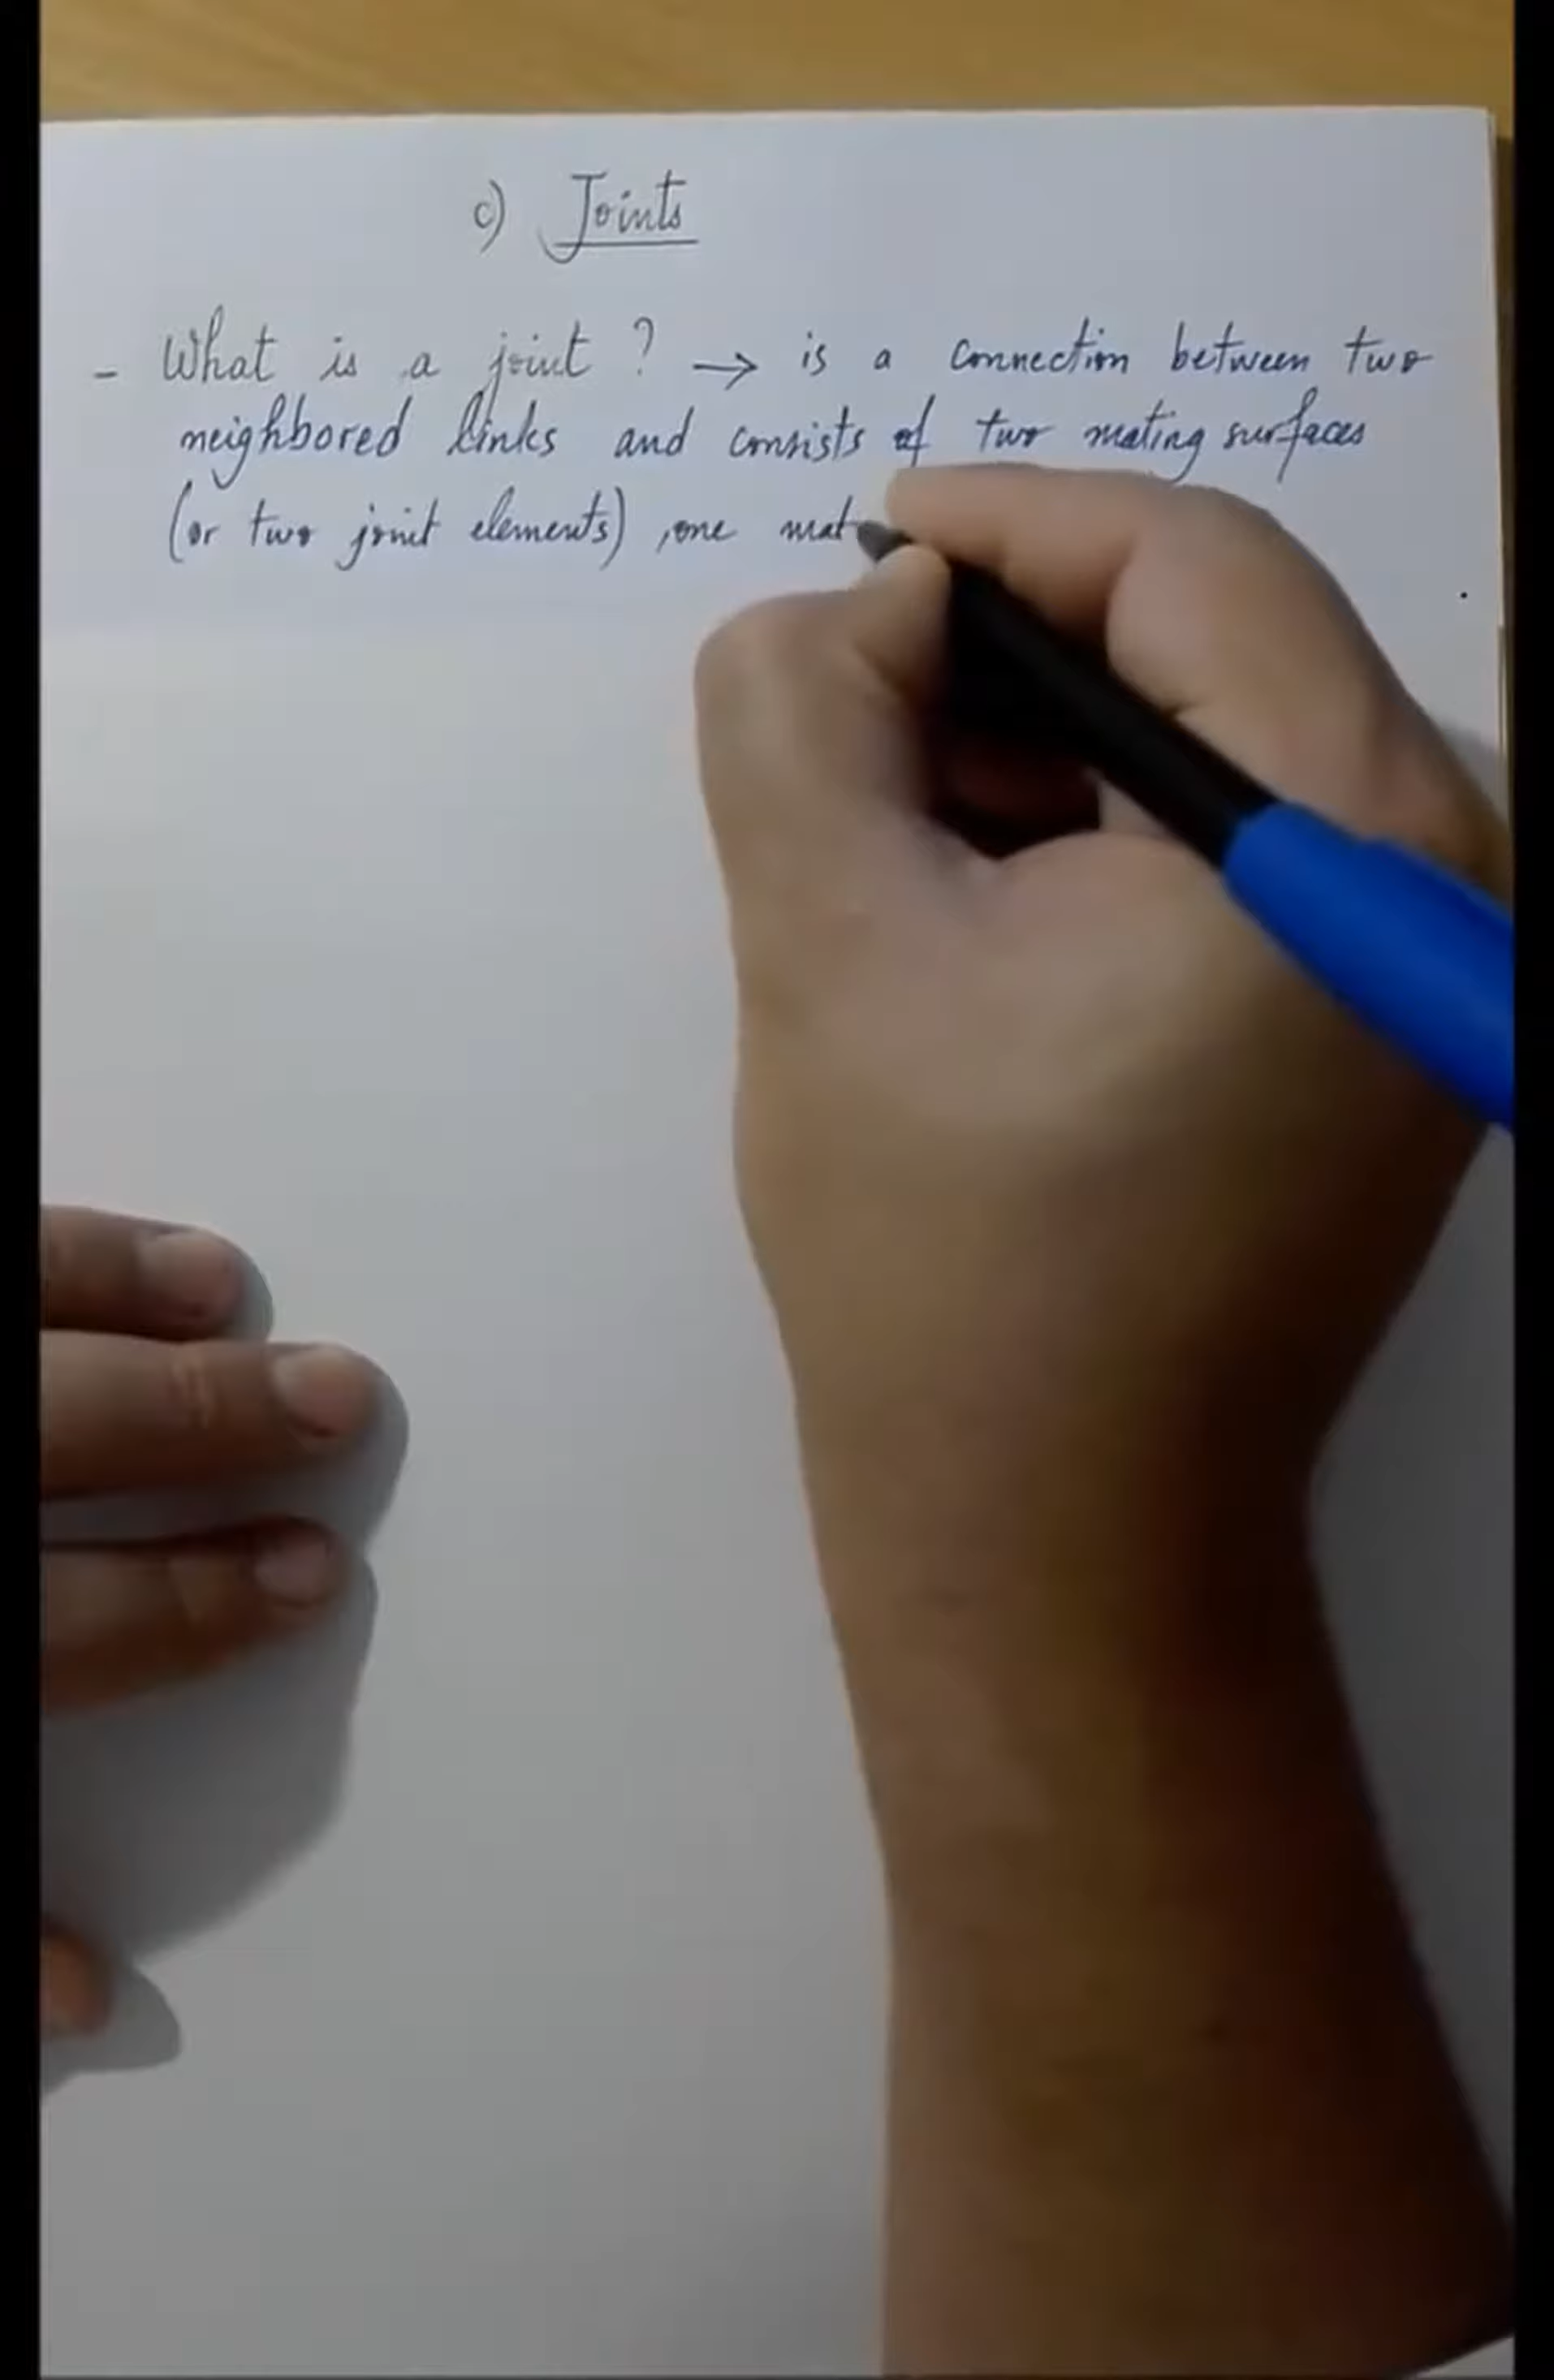 c) Joints
- What is a joint ? → is a connection between two
neighbored links and consists of two mating surfaces
(or two joint elements) , one mat